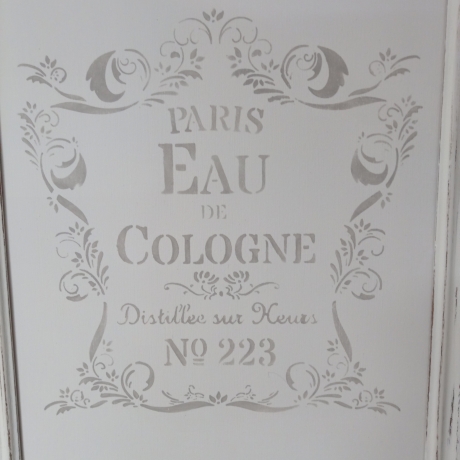 PARIS
EAU
DE
COLOGNE
Distillee sur Heurs
No 223